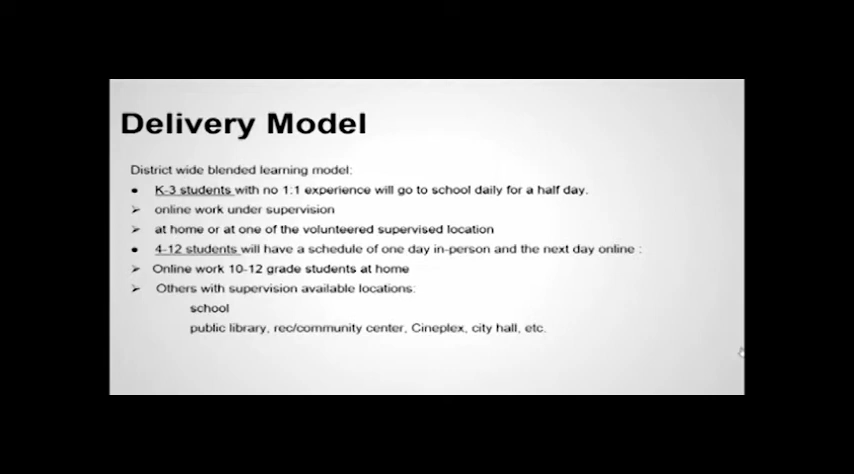 Delivery Model
District wide blended learning model:
● K-3 students with no 1:1 experience will go to school daily for a half day.
➢ online work under supervision
➢ at home or at one of the volunteered supervised location
● 4-12 students will have a schedule of one day in-person and the next day online :
➢ Online work 10-12 grade students at home
➢ Others with supervision available locations:
school
public library, rec/community center, Cineplex, city hall, etc.